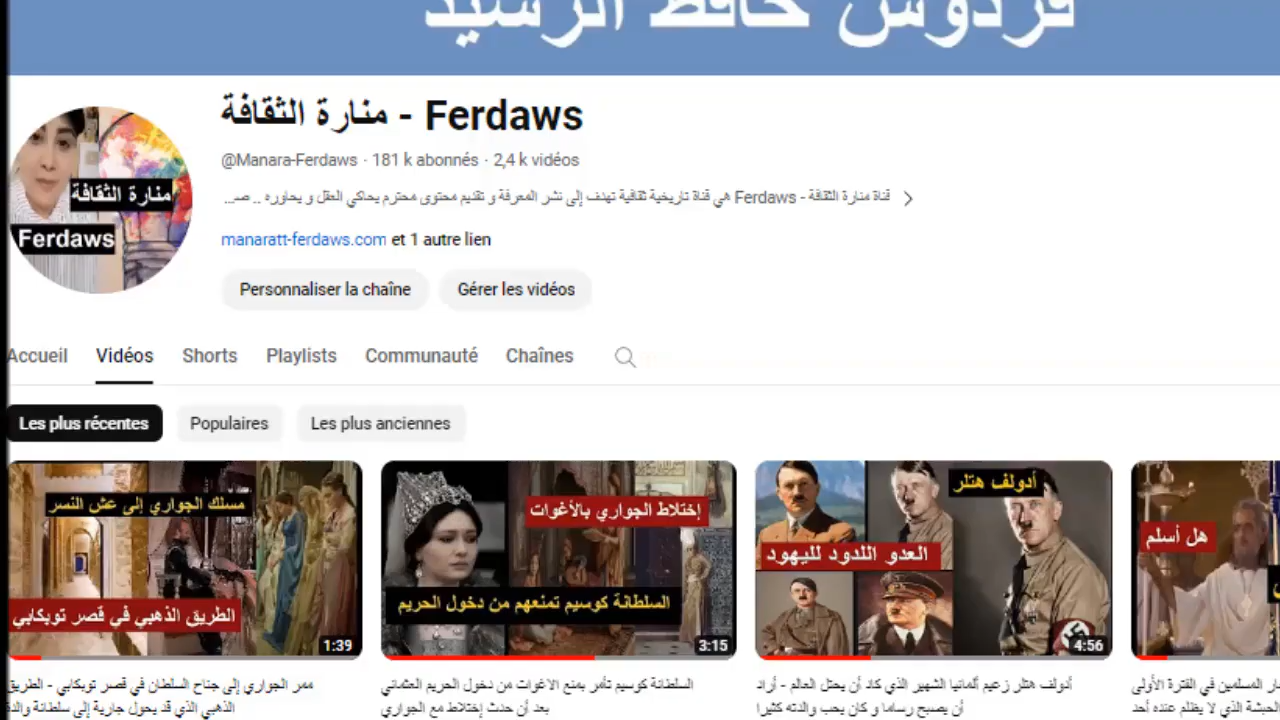 فردوس حافظ الرشيد
Ferdaws - منارة الثقافة
@Manara-Ferdaws · 181 k abonnés · 2,4 k vidéos
قناة منارة الثقافة - Ferdaws هي قناة تاريخية ثقافية تهدف إلى نشر المعرفة و تقديم محتوى محترم يحاكي العقل و يحاوره .. صـ...
منارة الثقافة
Ferdaws
manaratt-ferdaws.com et 1 autre lien
Personnaliser la chaîne Gérer les vidéos
Accueil Vidéos Shorts Playlists Communauté Chaînes
Les plus récentes Populaires Les plus anciennes
مسلك الجواري إلى عش النسر
الطريق الذهبي في قصر توبكابي
1:39
إختلاط الجواري بالأغوات
السلطانة كوسيم تمنعهم من دخول الحريم
3:15
أدولف هتلر
العدو اللدود لليهود
4:56
هل أسلم
ممر الجواري إلى جناح السلطان في قصر توبكابي - الطريق
الذهبي الذي قد يحول جارية إلى سلطانة
السلطانة كوسيم تأمر بمنع الاغوات من دخول الحريم العثماني
بعد أن حدث إختلاط مع الجواري
أدولف هتلر زعيم ألمانيا الشهير الذي كاد أن يحتل العالم - أراد
أن يصبح رساما و كان يحب والدته كثيرا
المسلمين في الفترة الأولى
الحبشة الذي لا يظلم عنده أحد